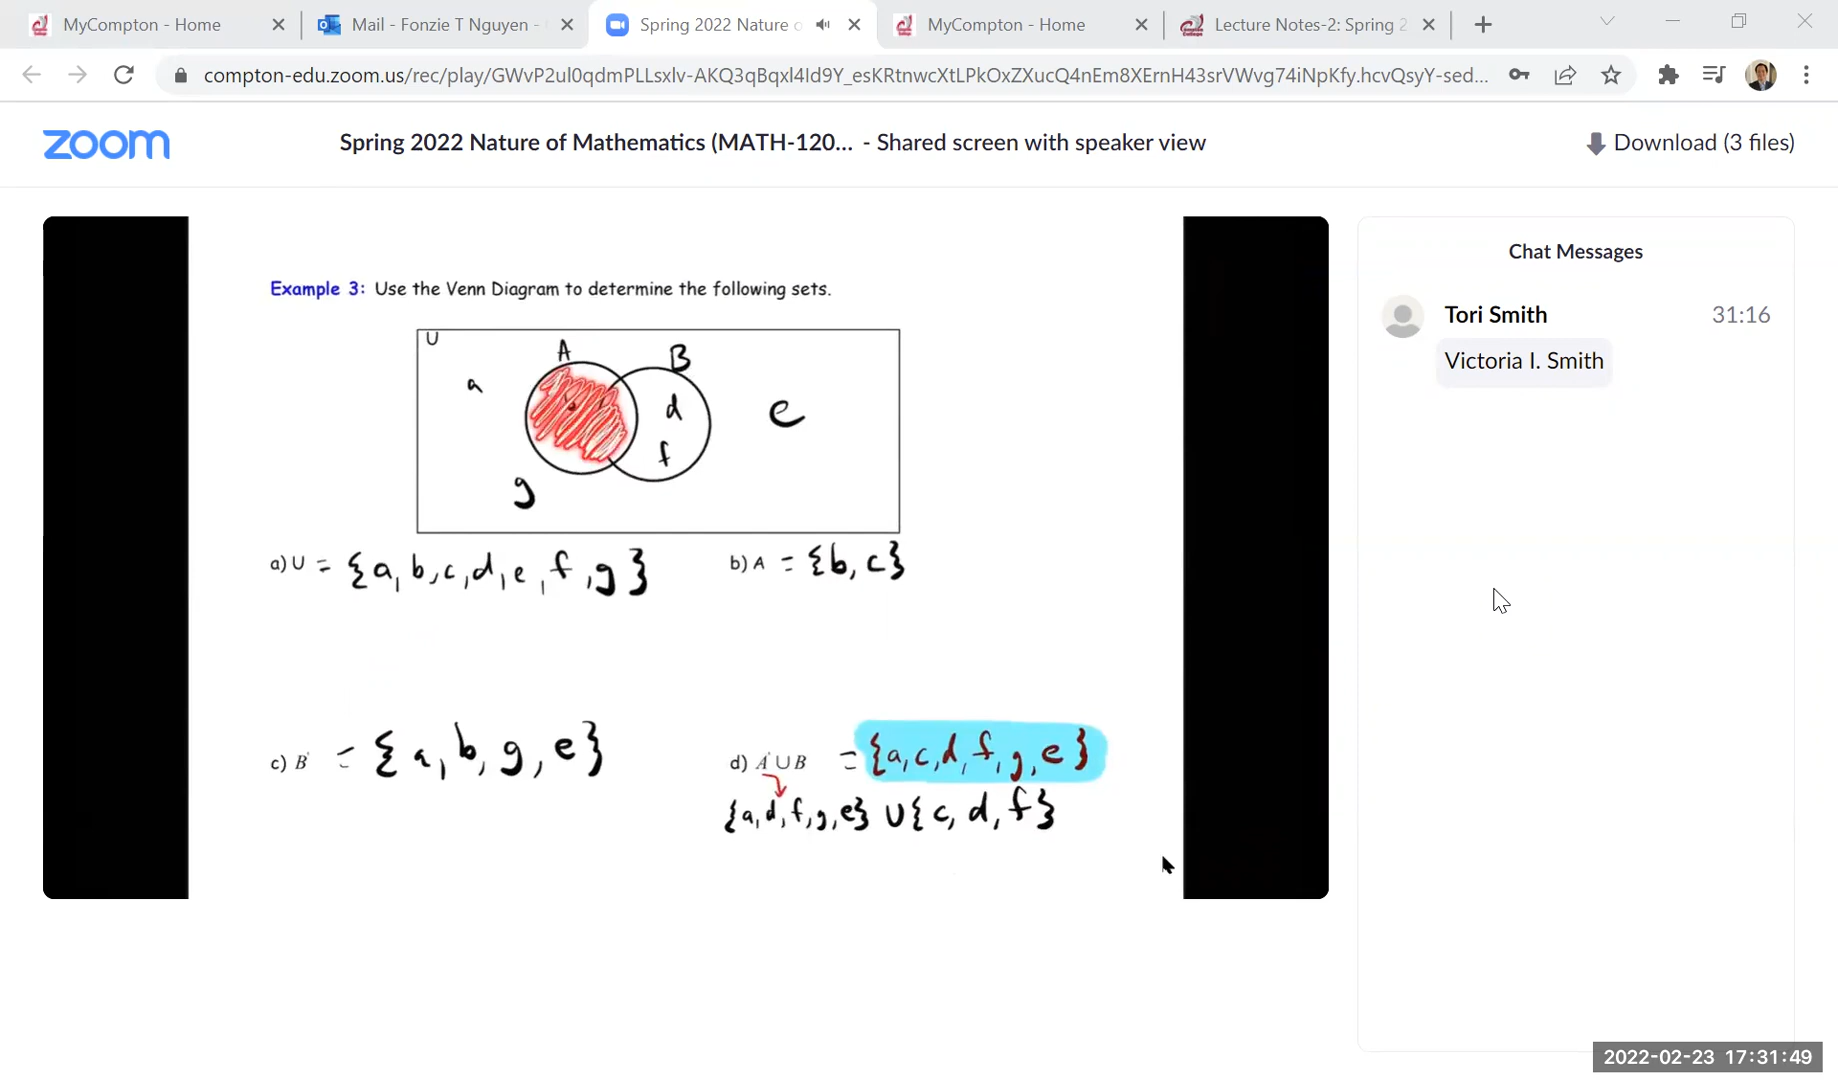 MyCompton - Home
Mail - Fonzie T Nguyen -
Spring 2022 Nature o
MyCompton - Home
Lecture Notes-2: Spring 2
compton-edu.zoom.us/rec/play/GWvP2ul0qdmPLLsxlv-AKQ3qBqxl4Id9Y_esKRtnwcXtLPkOxZXucQ4nEm8XErnH43srVWvg74iNpKfy.hcvQsyY-sed...
zoom
Spring 2022 Nature of Mathematics (MATH-120... - Shared screen with speaker view
Download (3 files)
Chat Messages
Tori Smith 31:16
Victoria I. Smith
Example 3: Use the Venn Diagram to determine the following sets.
U
A
B
a
d
e
f
g
a) U = {a, b, c, d, e, f, g}
b) A = {b, c}
c) B' = {a, b, g, e}
d) A' ∪ B = {a, c, d, f, g, e}
{a, d, f, g, e} ∪ {c, d, f}
2022-02-23 17:31:49